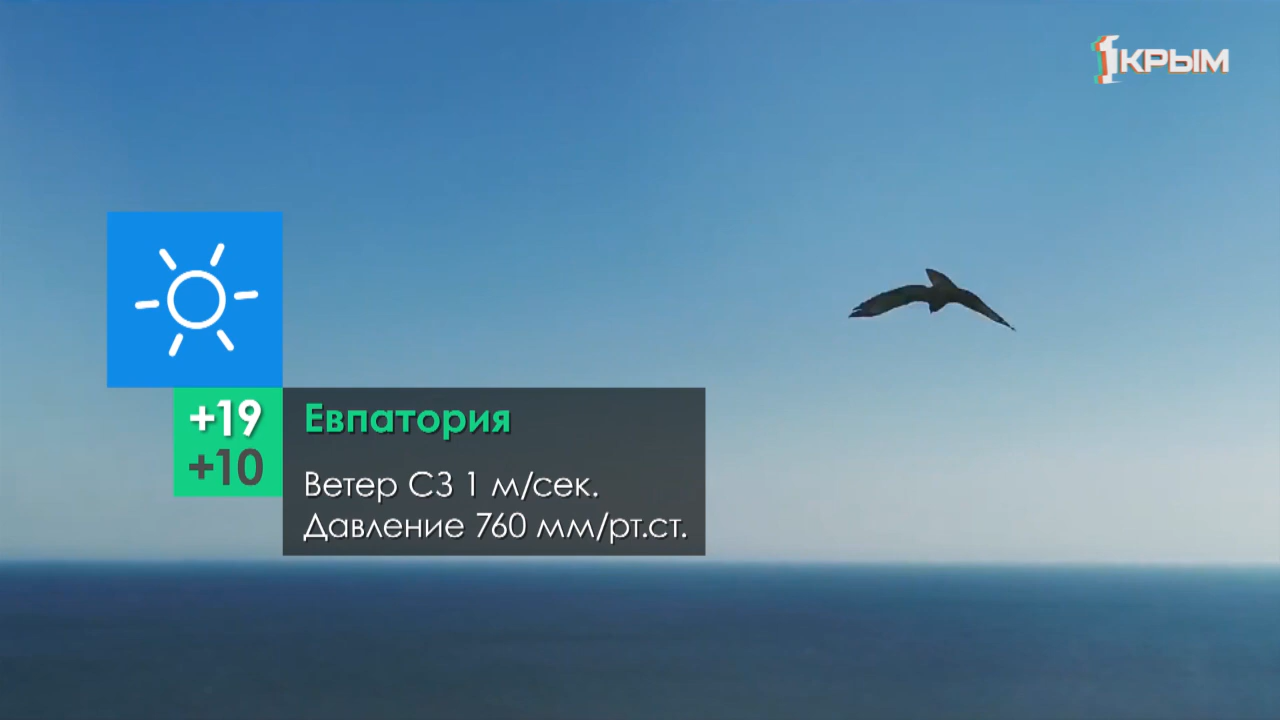 1КРЫМ
+19
+10
Евпатория
Ветер СЗ 1 м/сек.
Давление 760 мм/рт.ст.